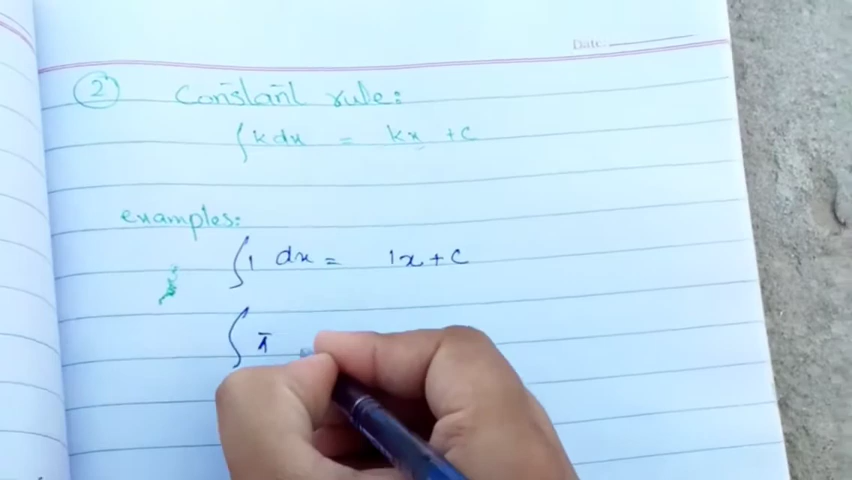 Date.
② Constant rule:
∫k dx = kx + c
examples:
∫1 dx = 1x + c
∫π